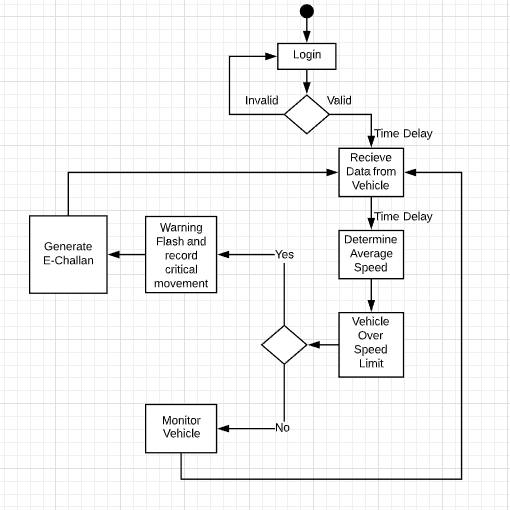 Login
Invalid
Valid
Time Delay
Recieve
Data from
Vehicle
Time Delay
Determine
Average
Speed
Vehicle
Over
Speed
Limit
Yes
Warning
Flash and
record
critical
movement
Generate
E-Challan
No
Monitor
Vehicle